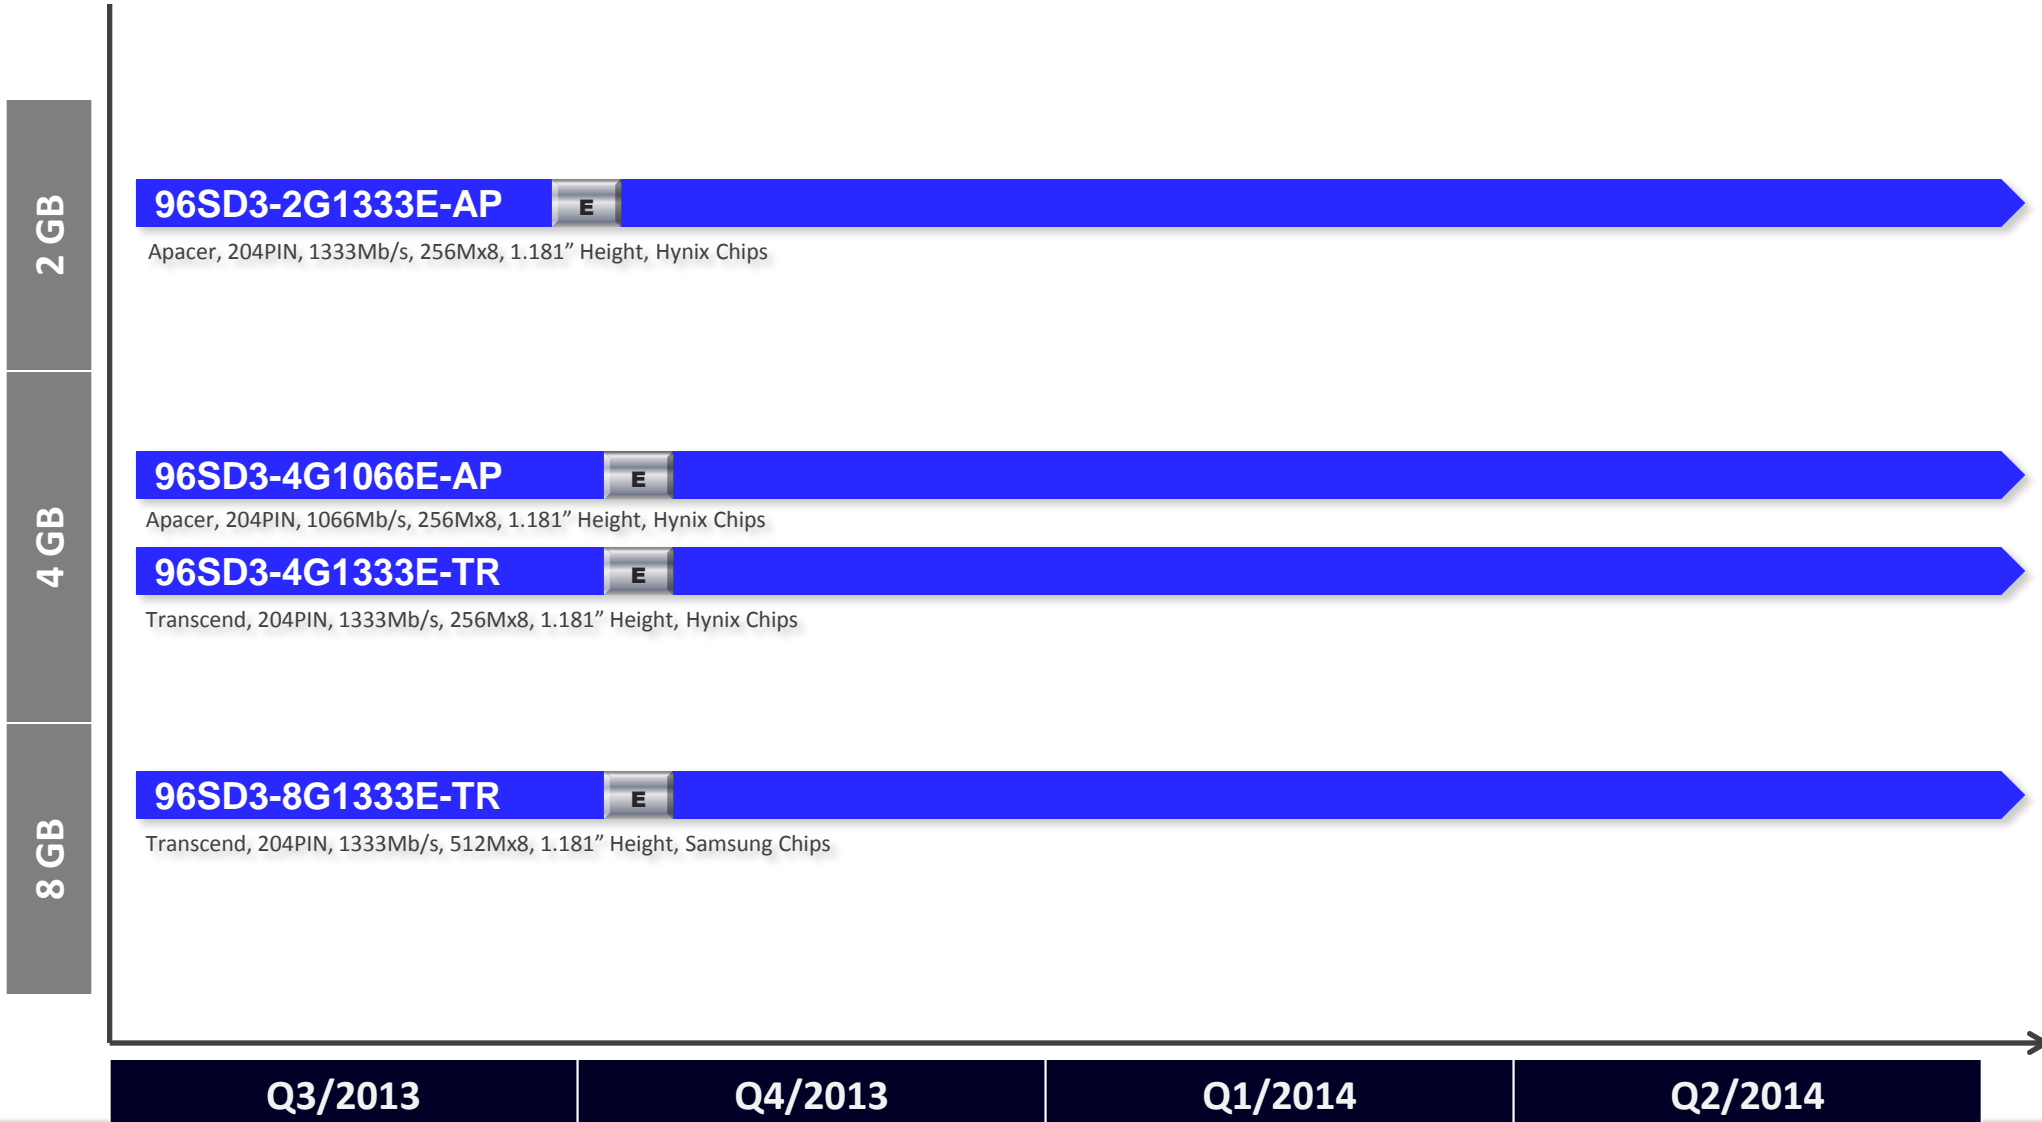 2 GB
96SD3-2G1333E-AP E
Apacer, 204PIN, 1333Mb/s, 256Mx8, 1.181” Height, Hynix Chips
4 GB
96SD3-4G1066E-AP E
Apacer, 204PIN, 1066Mb/s, 256Mx8, 1.181” Height, Hynix Chips
96SD3-4G1333E-TR E
Transcend, 204PIN, 1333Mb/s, 256Mx8, 1.181” Height, Hynix Chips
8 GB
96SD3-8G1333E-TR E
Transcend, 204PIN, 1333Mb/s, 512Mx8, 1.181” Height, Samsung Chips
Q3/2013 Q4/2013 Q1/2014 Q2/2014